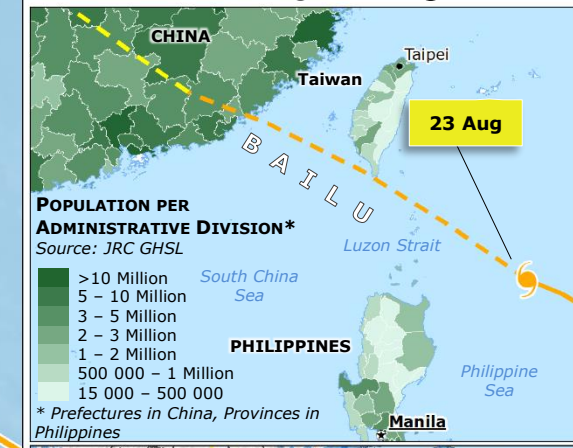 CHINA
Taipei
Taiwan
23 Aug
BAILU
POPULATION PER
ADMINISTRATIVE DIVISION*
Source: JRC GHSL
Luzon Strait
>10 Million
5 – 10 Million
3 – 5 Million
2 – 3 Million
1 – 2 Million
500 000 – 1 Million
15 000 – 500 000
South China
Sea
PHILIPPINES
Philippine
Sea
* Prefectures in China, Provinces in
Philippines
Manila